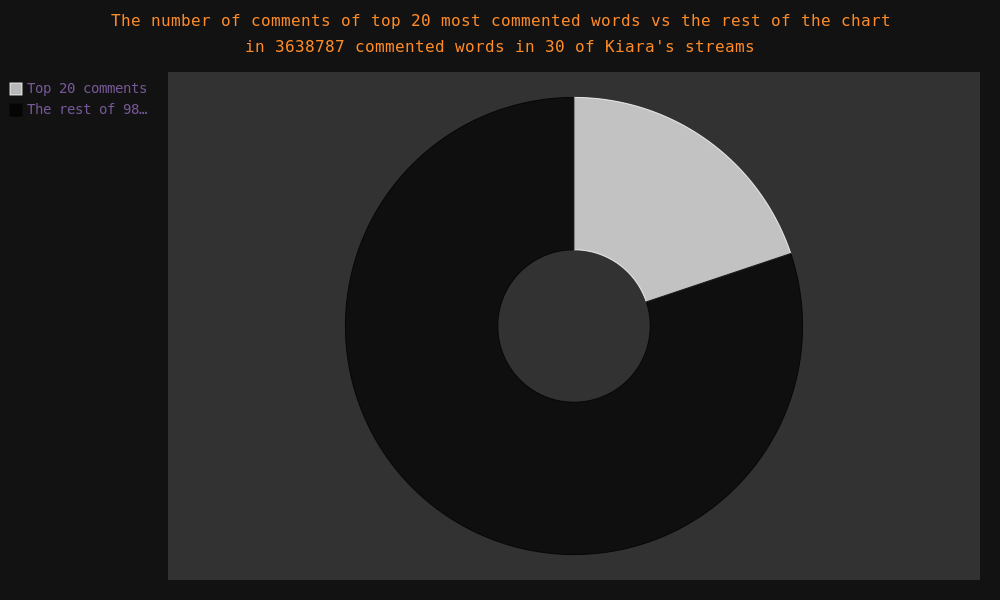 The number of comments of top 20 most commented words vs the rest of the chart
in 3638787 commented words in 30 of Kiara's streams
Top 20 comments
The rest of 98…